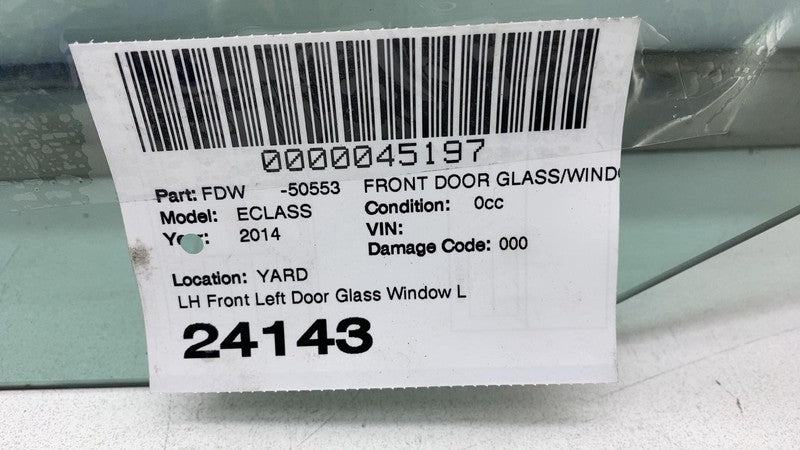 0000045197
Part: FDW -50553 FRONT DOOR GLASS/WIND
Model: ECLASS Condition: 0cc
Year: 2014 VIN:
Damage Code: 000
Location: YARD
LH Front Left Door Glass Window L
24143